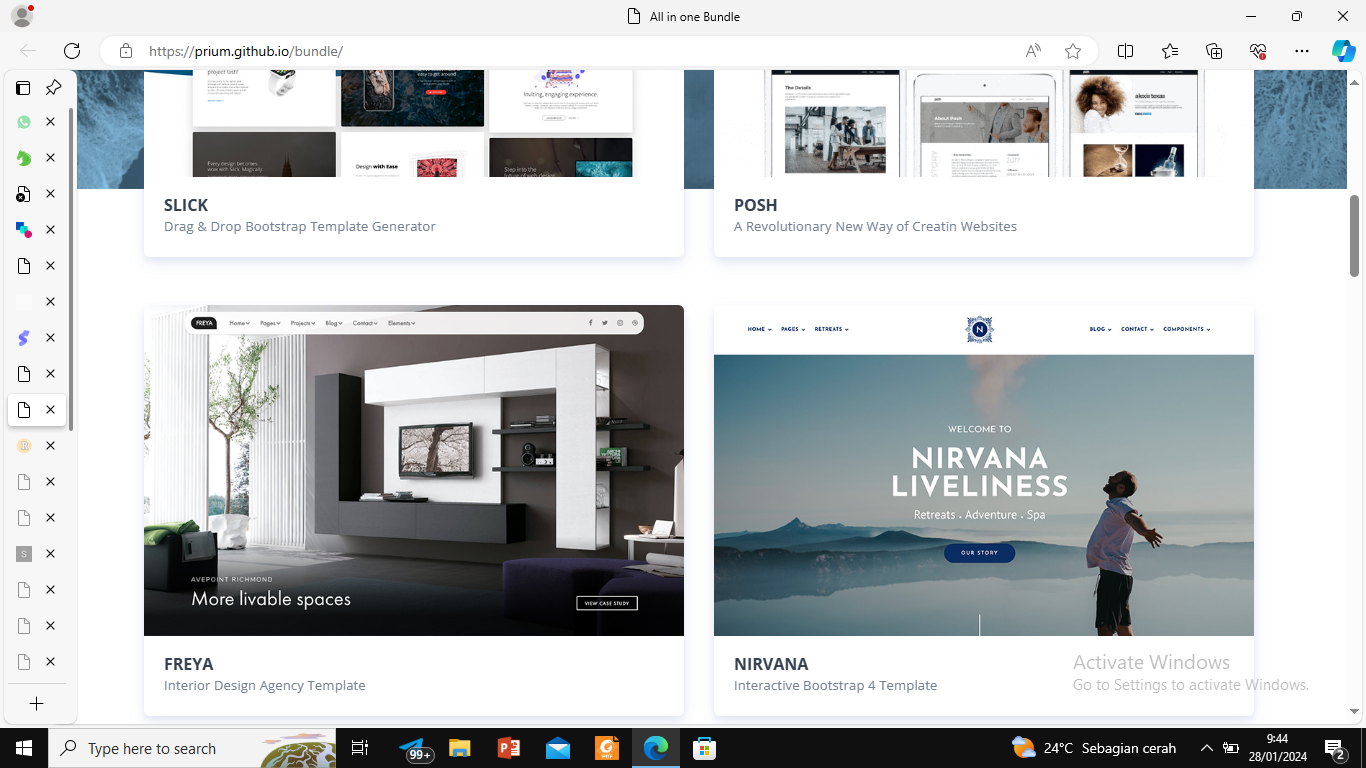 All in one Bundle
https://prium.github.io/bundle/
project fast?
easy to get around
Inviting, engaging experience.
Every design becomes
wow with Slick. Magically
Design with Ease
Step into the
future of web design
The Details
About Posh
alexis texas
SLICK
Drag & Drop Bootstrap Template Generator
POSH
A Revolutionary New Way of Creatin Websites
FREYA
Home
Pages
Projects
Blog
Contact
Elements
AVEPOINT RICHMOND
More livable spaces
VIEW CASE STUDY
HOME
PAGES
RETREATS
N
BLOG
CONTACT
COMPONENTS
WELCOME TO
NIRVANA
LIVELINESS
Retreats . Adventure . Spa
OUR STORY
FREYA
Interior Design Agency Template
NIRVANA
Interactive Bootstrap 4 Template
Activate Windows
Go to Settings to activate Windows.
S
Type here to search
99+
PDF
24°C Sebagian cerah
9:44
28/01/2024
2